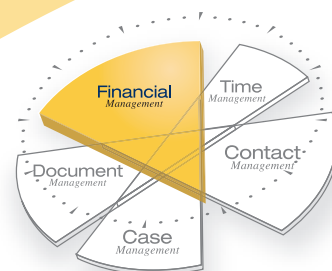 Financial
Management
Time
Management
Contact
Management
Document
Management
Case
Management